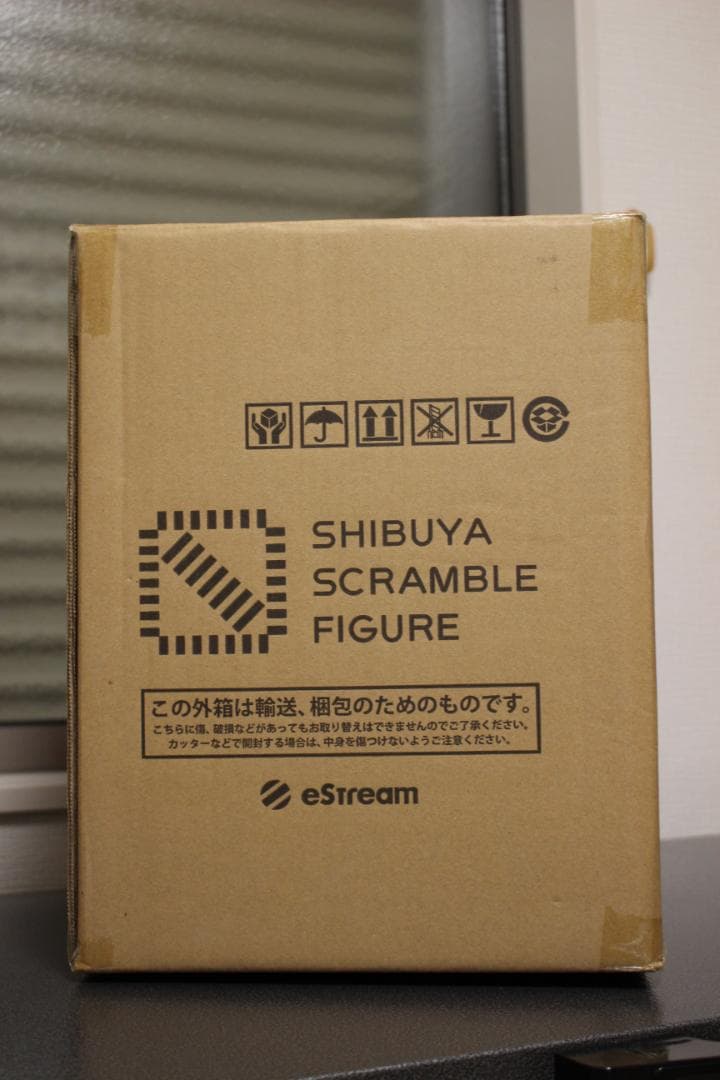 SHIBUYA
SCRAMBLE
FIGURE
この外箱は輸送、梱包のためのものです。
こちらに傷、破損などがあってもお取り替えはできませんのでご了承ください。
カッターなどで開封する場合は、中身を傷つけないようご注意ください。
eStream